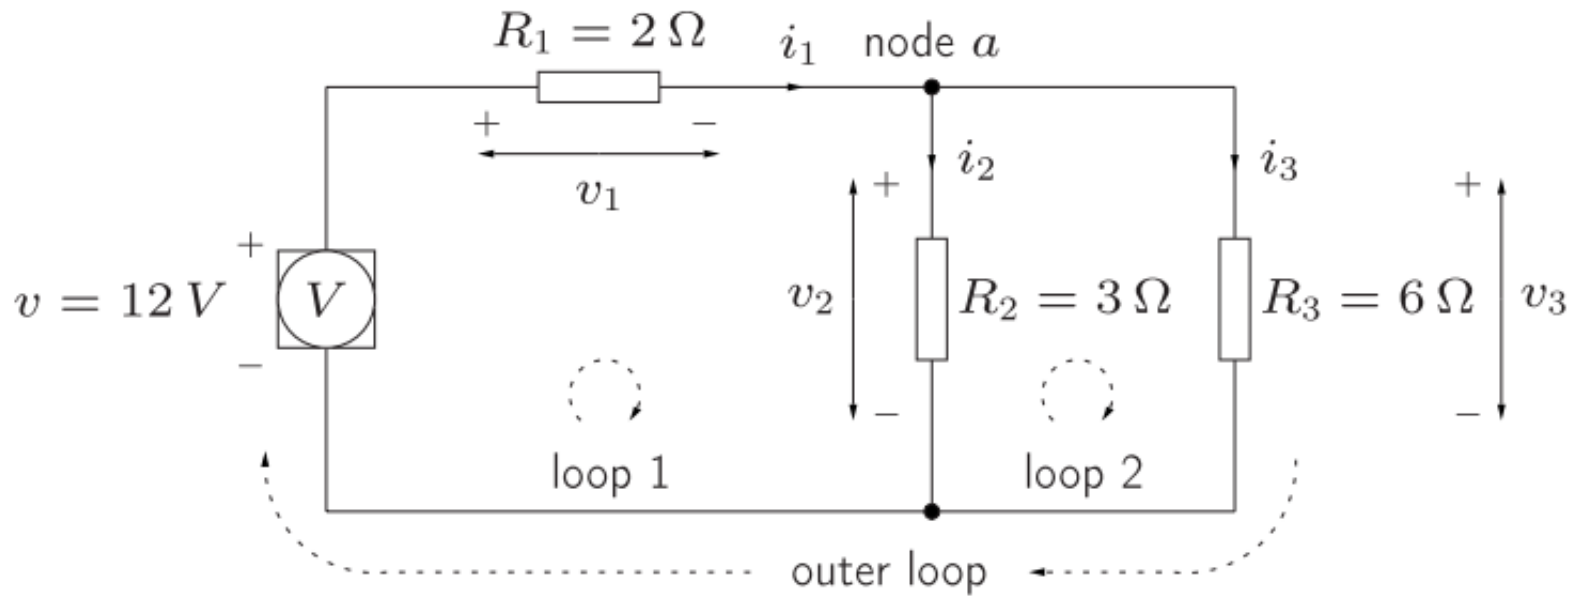 R₁ = 2 Ω
i₁
node a
+ −
v₁
i₂
i₃
+
+
+
v = 12 V
V
v₂
R₂ = 3 Ω
R₃ = 6 Ω
v₃
−
−
−
loop 1
loop 2
outer loop